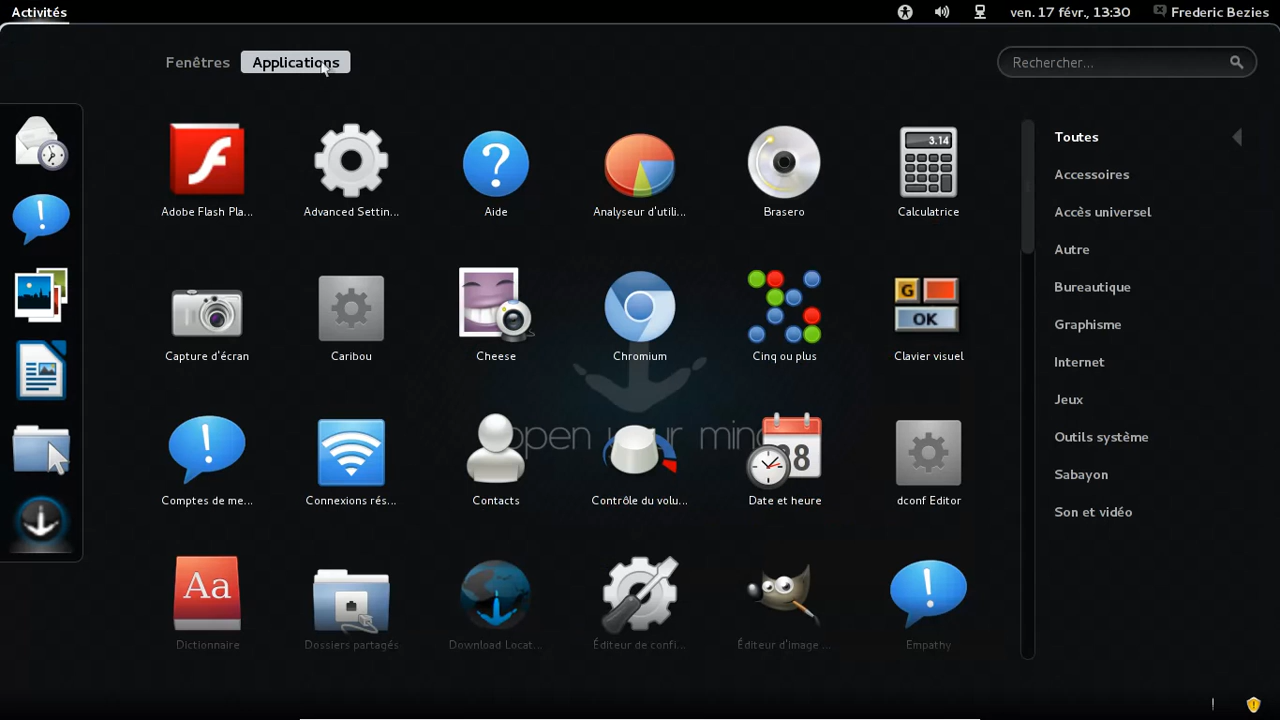 Activités
ven. 17 févr., 13:30
Frederic Bezies
Fenêtres
Applications
Rechercher...
Adobe Flash Pla...
Advanced Settin...
Aide
Analyseur d'utili...
Brasero
3.14
Calculatrice
Capture d'écran
Caribou
Cheese
Chromium
Cinq ou plus
G
OK
Clavier visuel
Comptes de me...
Connexions rés...
Contacts
Contrôle du volu...
Date et heure
dconf Editor
open your mind
Aa
Dictionnaire
Dossiers partagés
Download Locat...
Éditeur de confi...
Éditeur d'image ...
Empathy
Toutes
Accessoires
Accès universel
Autre
Bureautique
Graphisme
Internet
Jeux
Outils système
Sabayon
Son et vidéo